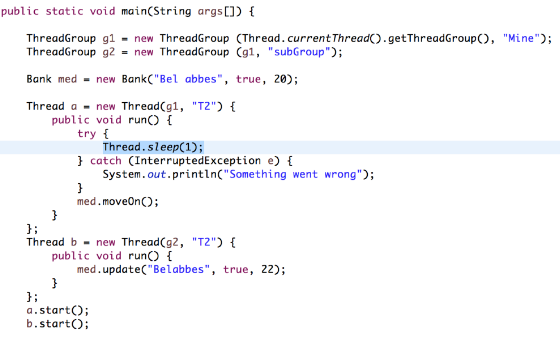 public static void main(String args[]) {
ThreadGroup g1 = new ThreadGroup (Thread.currentThread().getThreadGroup(), "Mine");
ThreadGroup g2 = new ThreadGroup (g1, "subGroup");
Bank med = new Bank("Bel abbes", true, 20);
Thread a = new Thread(g1, "T2") {
public void run() {
try {
Thread.sleep(1);
} catch (InterruptedException e) {
System.out.println("Something went wrong");
}
med.moveOn();
}
};
Thread b = new Thread(g2, "T2") {
public void run() {
med.update("Belabbes", true, 22);
}
};
a.start();
b.start();